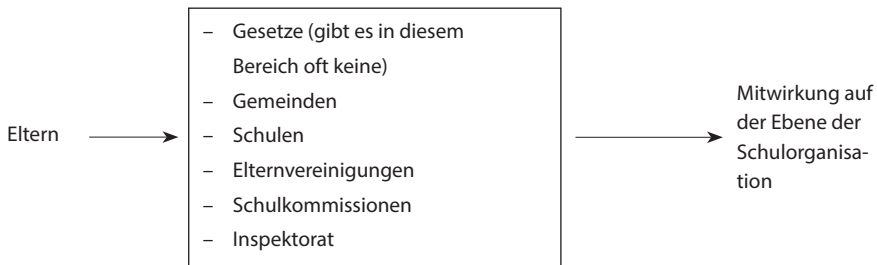 Eltern
– Gesetze (gibt es in diesem
Bereich oft keine)
– Gemeinden
– Schulen
– Elternvereinigungen
– Schulkommissionen
– Inspektorat
Mitwirkung auf
der Ebene der
Schulorganisa-
tion